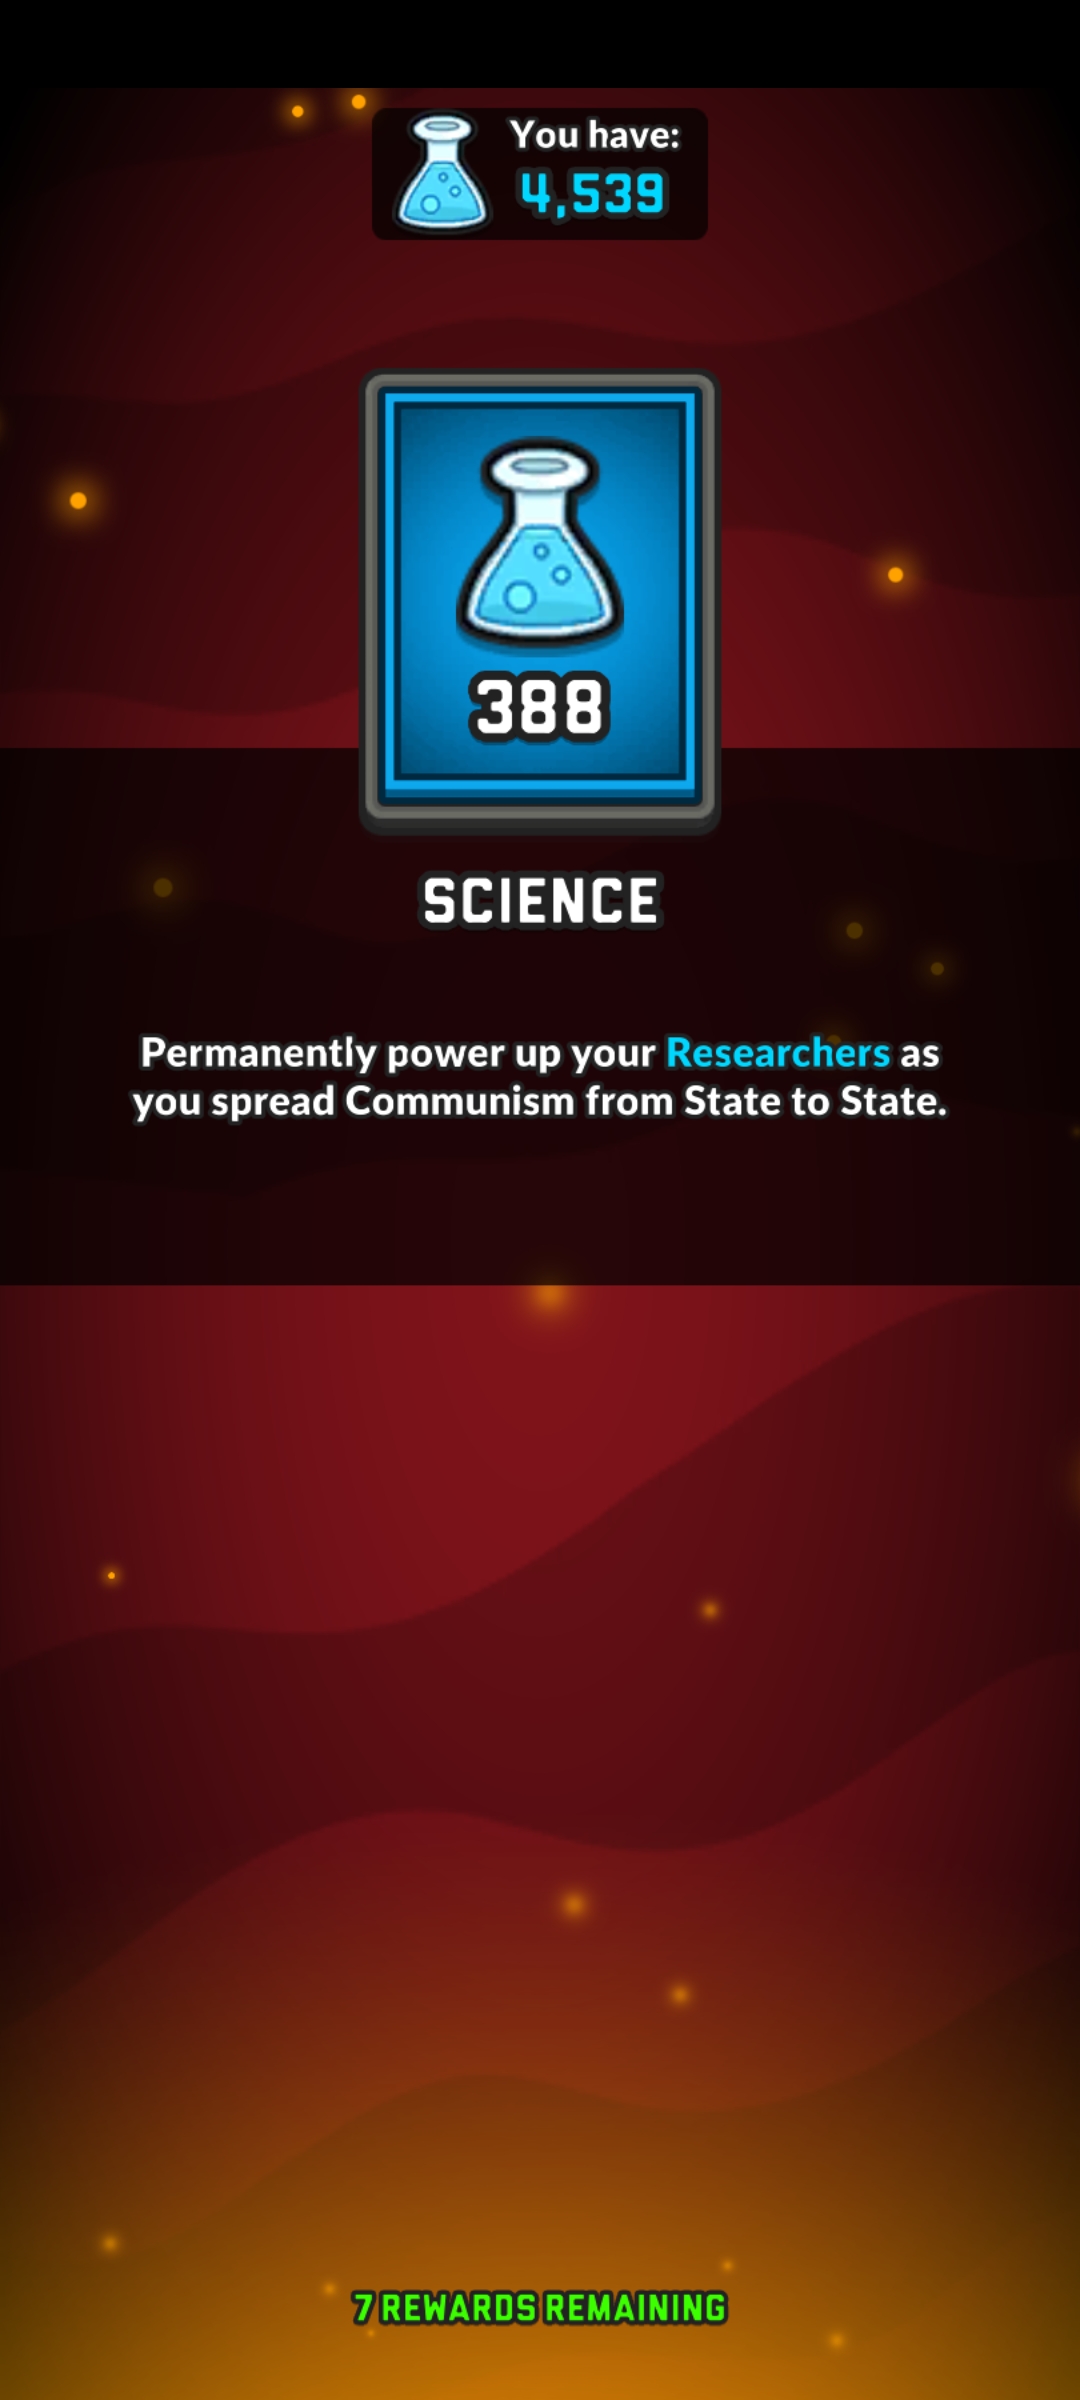 You have:
4,539
388
SCIENCE
Permanently power up your Researchers as
you spread Communism from State to State.
7 REWARDS REMAINING